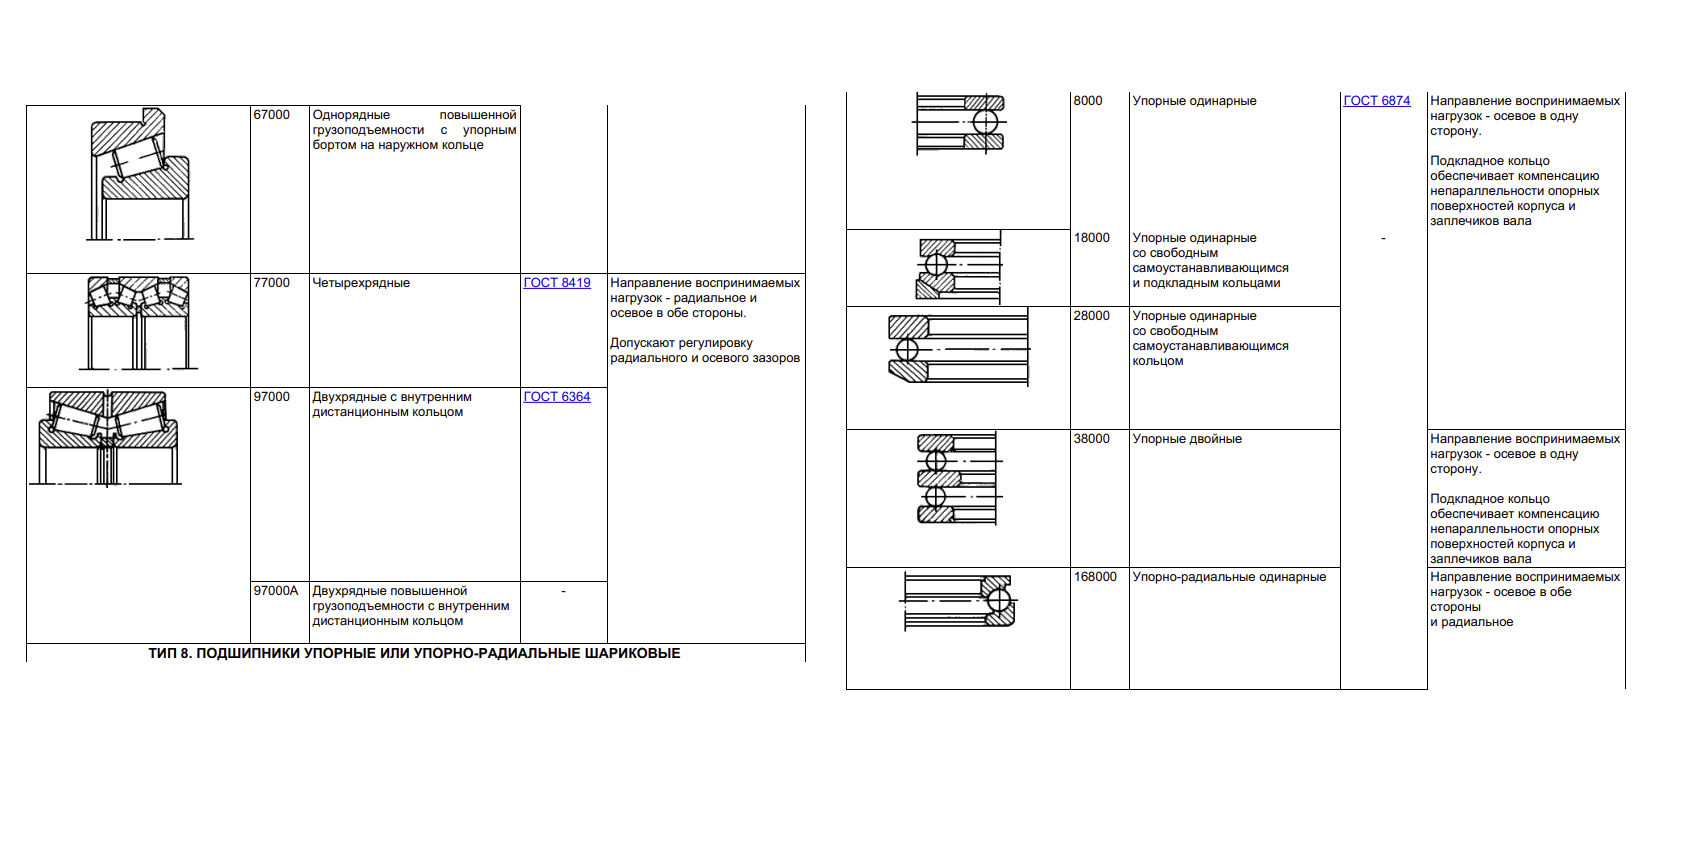 67000
Однорядные повышенной
грузоподъемности с упорным
бортом на наружном кольце
77000
Четырехрядные
ГОСТ 8419
Направление воспринимаемых
нагрузок - радиальное и
осевое в обе стороны.
Допускают регулировку
радиального и осевого зазоров
97000
Двухрядные с внутренним
дистанционным кольцом
ГОСТ 6364
97000А
Двухрядные повышенной
грузоподъемности с внутренним
дистанционным кольцом
-
ТИП 8. ПОДШИПНИКИ УПОРНЫЕ ИЛИ УПОРНО-РАДИАЛЬНЫЕ ШАРИКОВЫЕ
8000
Упорные одинарные
ГОСТ 6874
Направление воспринимаемых
нагрузок - осевое в одну
сторону.
Подкладное кольцо
обеспечивает компенсацию
непараллельности опорных
поверхностей корпуса и
заплечиков вала
18000
Упорные одинарные
со свободным
самоустанавливающимся
и подкладным кольцами
-
28000
Упорные одинарные
со свободным
самоустанавливающимся
кольцом
38000
Упорные двойные
Направление воспринимаемых
нагрузок - осевое в одну
сторону.
Подкладное кольцо
обеспечивает компенсацию
непараллельности опорных
поверхностей корпуса и
заплечиков вала
168000
Упорно-радиальные одинарные
Направление воспринимаемых
нагрузок - осевое в обе
стороны
и радиальное